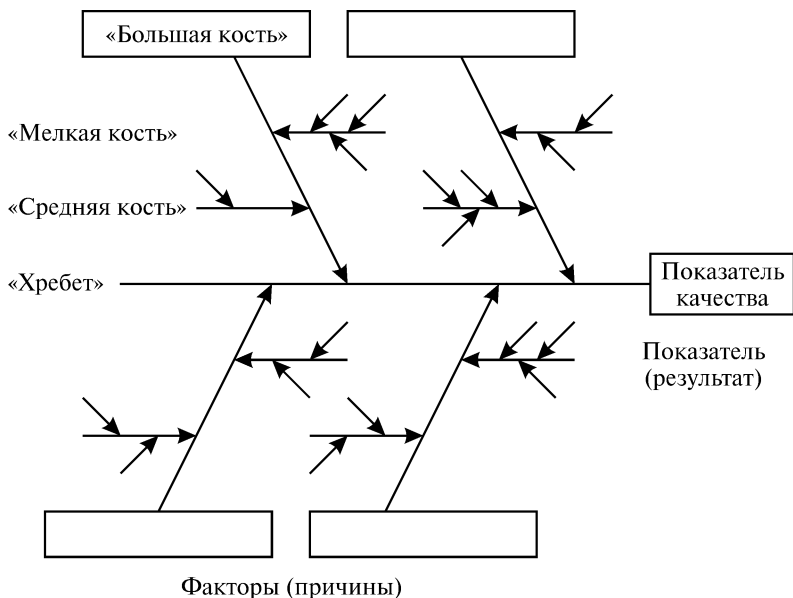 «Большая кость»
«Мелкая кость»
«Средняя кость»
«Хребет»
Показатель
качества
Показатель
(результат)
Факторы (причины)